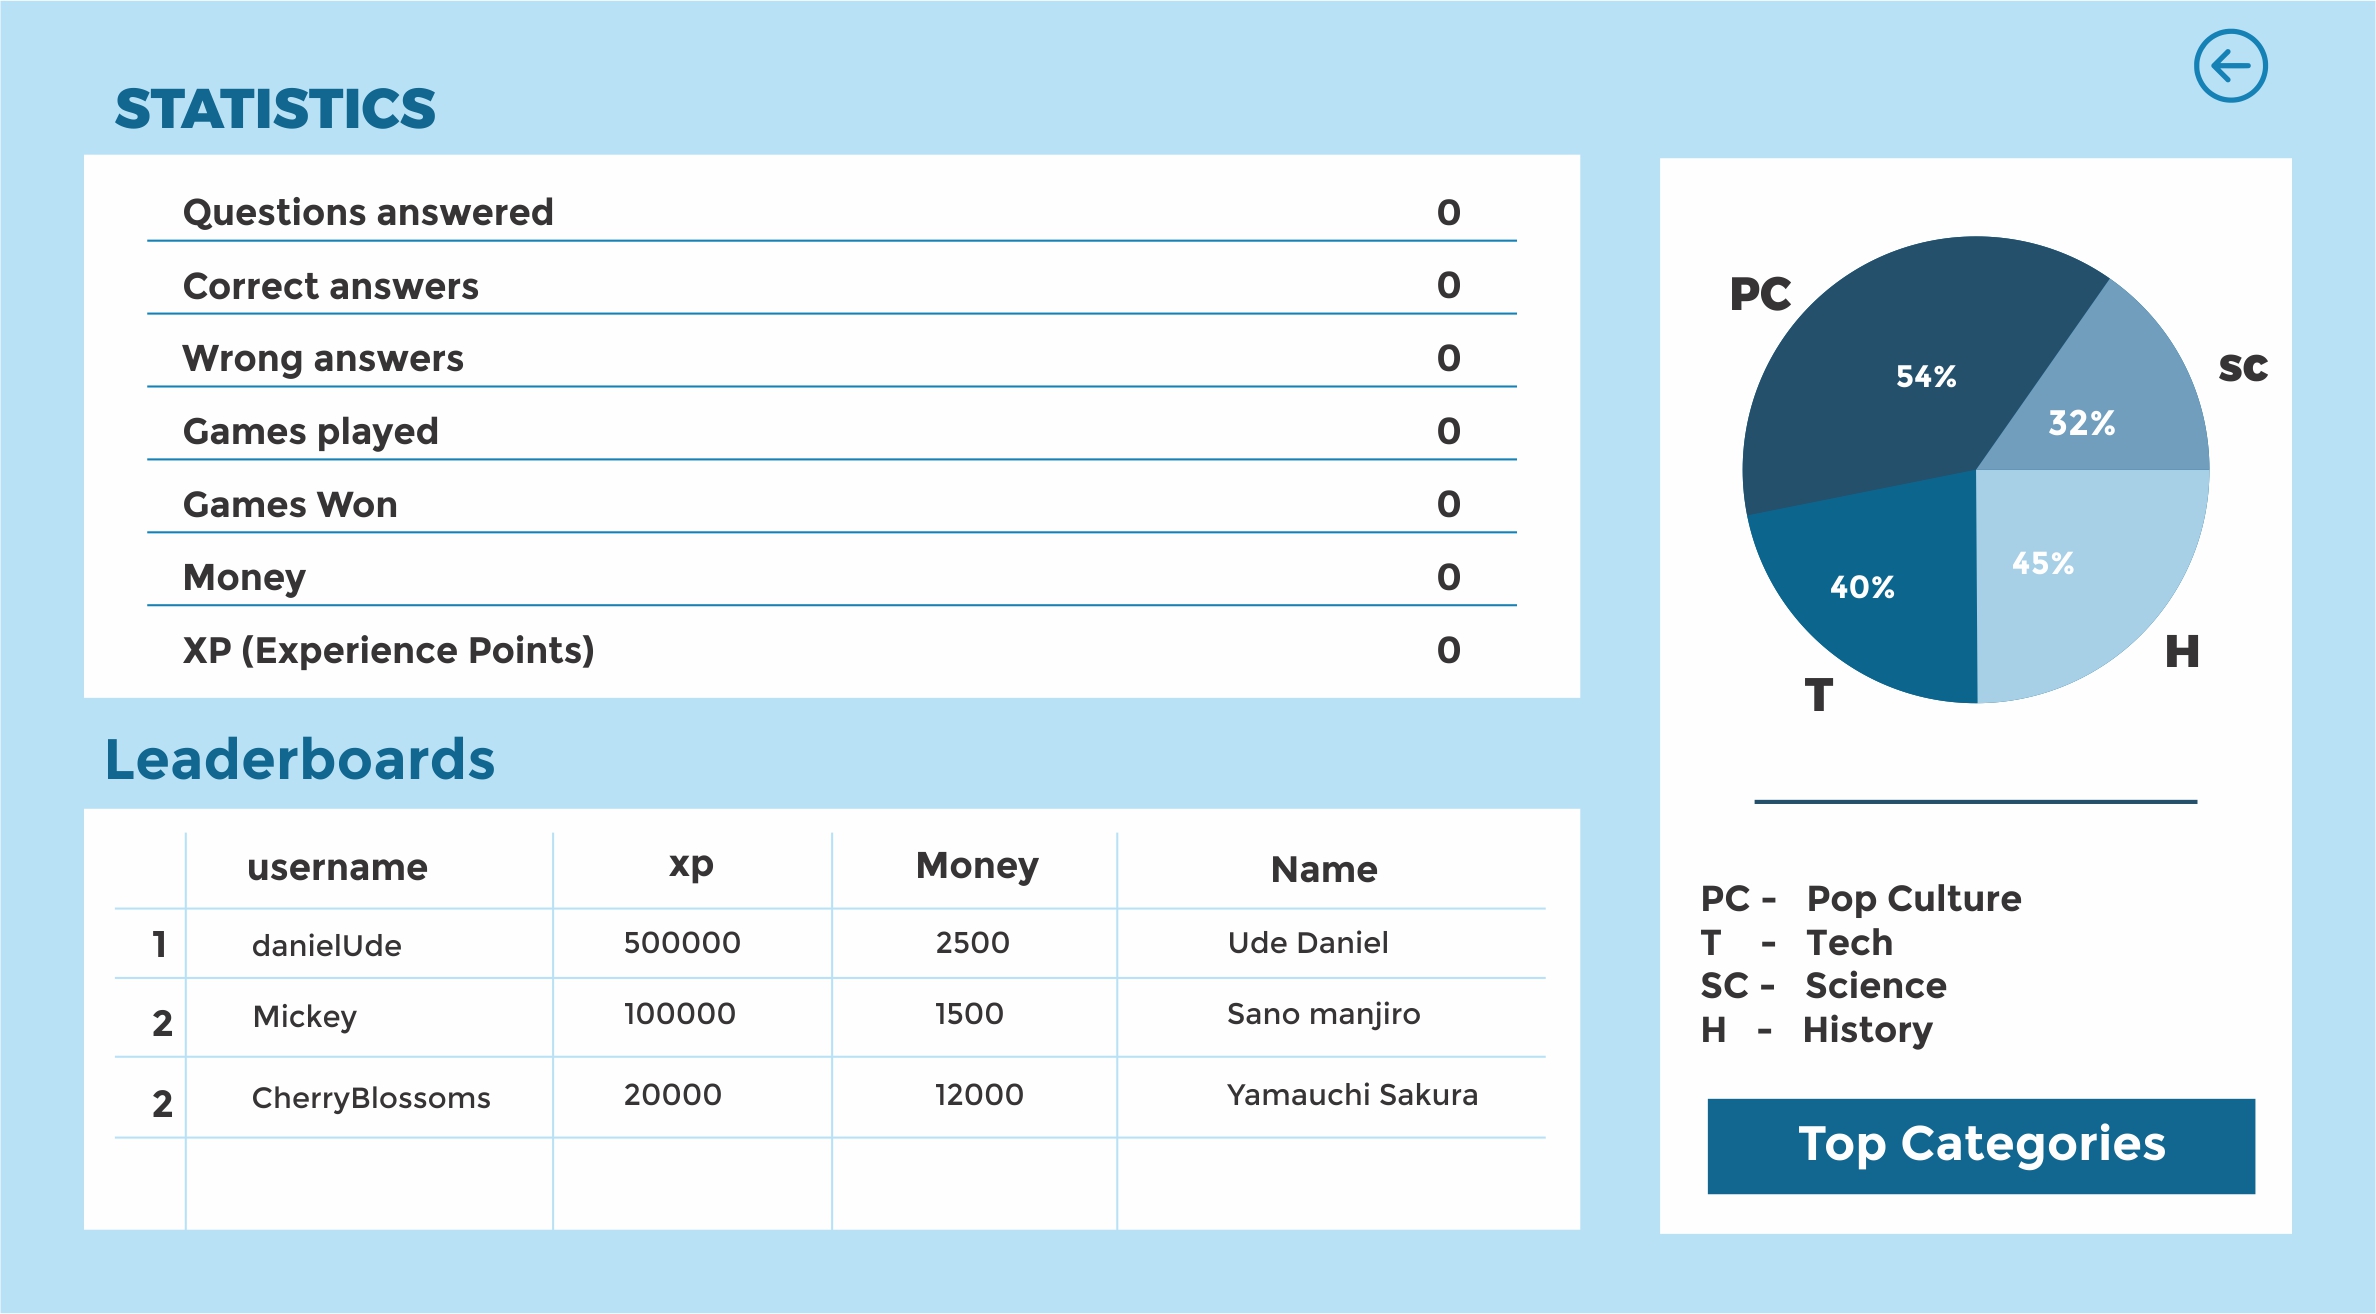 STATISTICS
Questions answered 0
Correct answers 0
Wrong answers 0
Games played 0
Games Won 0
Money 0
XP (Experience Points) 0
Leaderboards
username xp Money Name
1 danielUde 500000 2500 Ude Daniel
2 Mickey 100000 1500 Sano manjiro
2 CherryBlossoms 20000 12000 Yamauchi Sakura
PC
54%
SC
32%
45%
40%
H
T
PC - Pop Culture
T - Tech
SC - Science
H - History
Top Categories